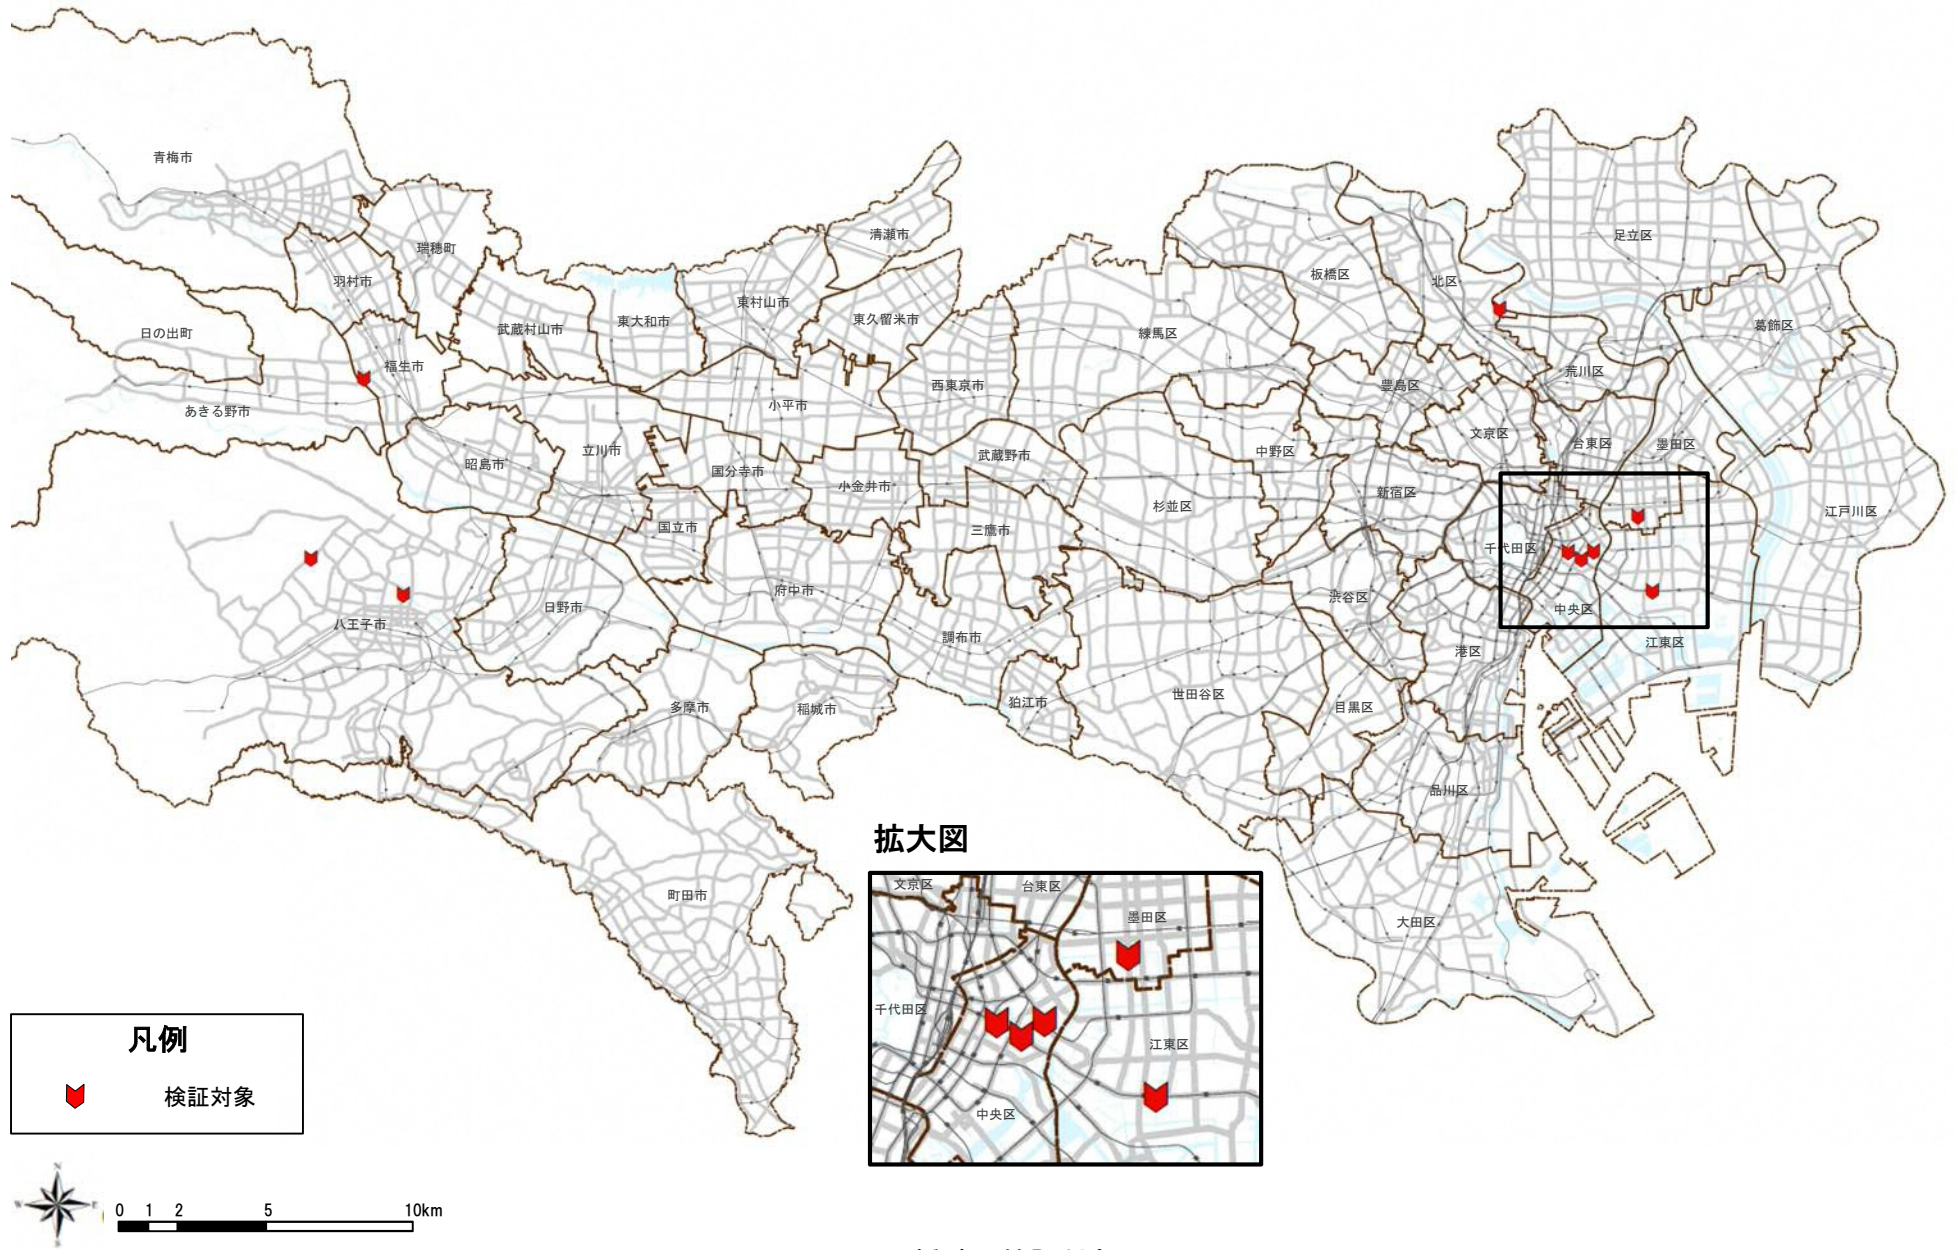 青梅市
瑞穂町
羽村市
日の出町
福生市
あきる野市
武蔵村山市
東大和市
東村山市
清瀬市
東久留米市
西東京市
小平市
昭島市
立川市
国分寺市
小金井市
武蔵野市
国立市
三鷹市
八王子市
日野市
府中市
調布市
多摩市
稲城市
狛江市
町田市
練馬区
板橋区
北区
足立区
葛飾区
豊島区
荒川区
文京区
台東区
墨田区
中野区
杉並区
新宿区
千代田区
江戸川区
渋谷区
中央区
江東区
港区
世田谷区
目黒区
品川区
大田区
拡大図
文京区
台東区
墨田区
千代田区
江東区
中央区
凡例
検証対象
N
W
E
S
0 1 2 5 10km